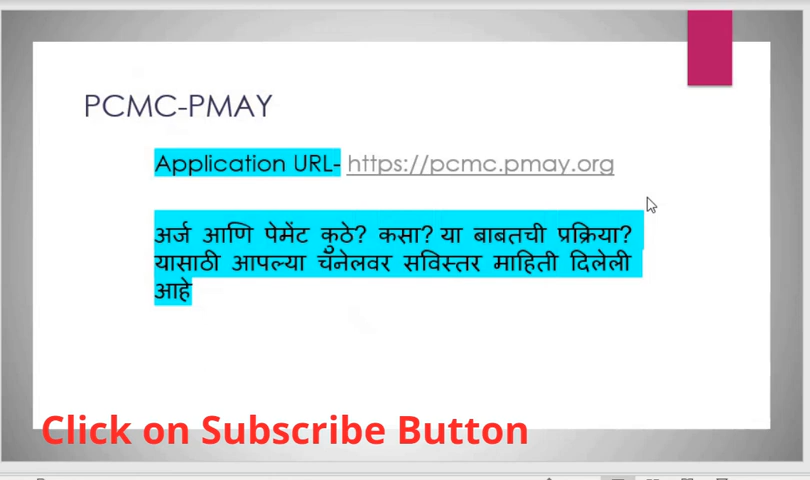 PCMC-PMAY
Application URL- https://pcmc.pmay.org
अर्ज आणि पेमेंट कुठे? कसा? या बाबतची प्रक्रिया?
यासाठी आपल्या चॅनेलवर सविस्तर माहिती दिलेली
आहे
Click on Subscribe Button